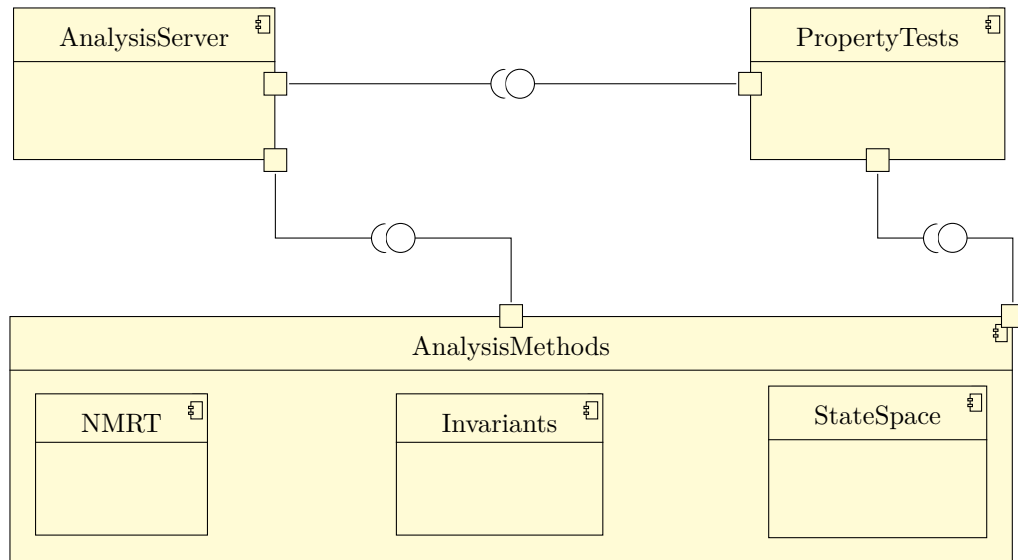 AnalysisServer
PropertyTests
AnalysisMethods
NMRT
Invariants
StateSpace